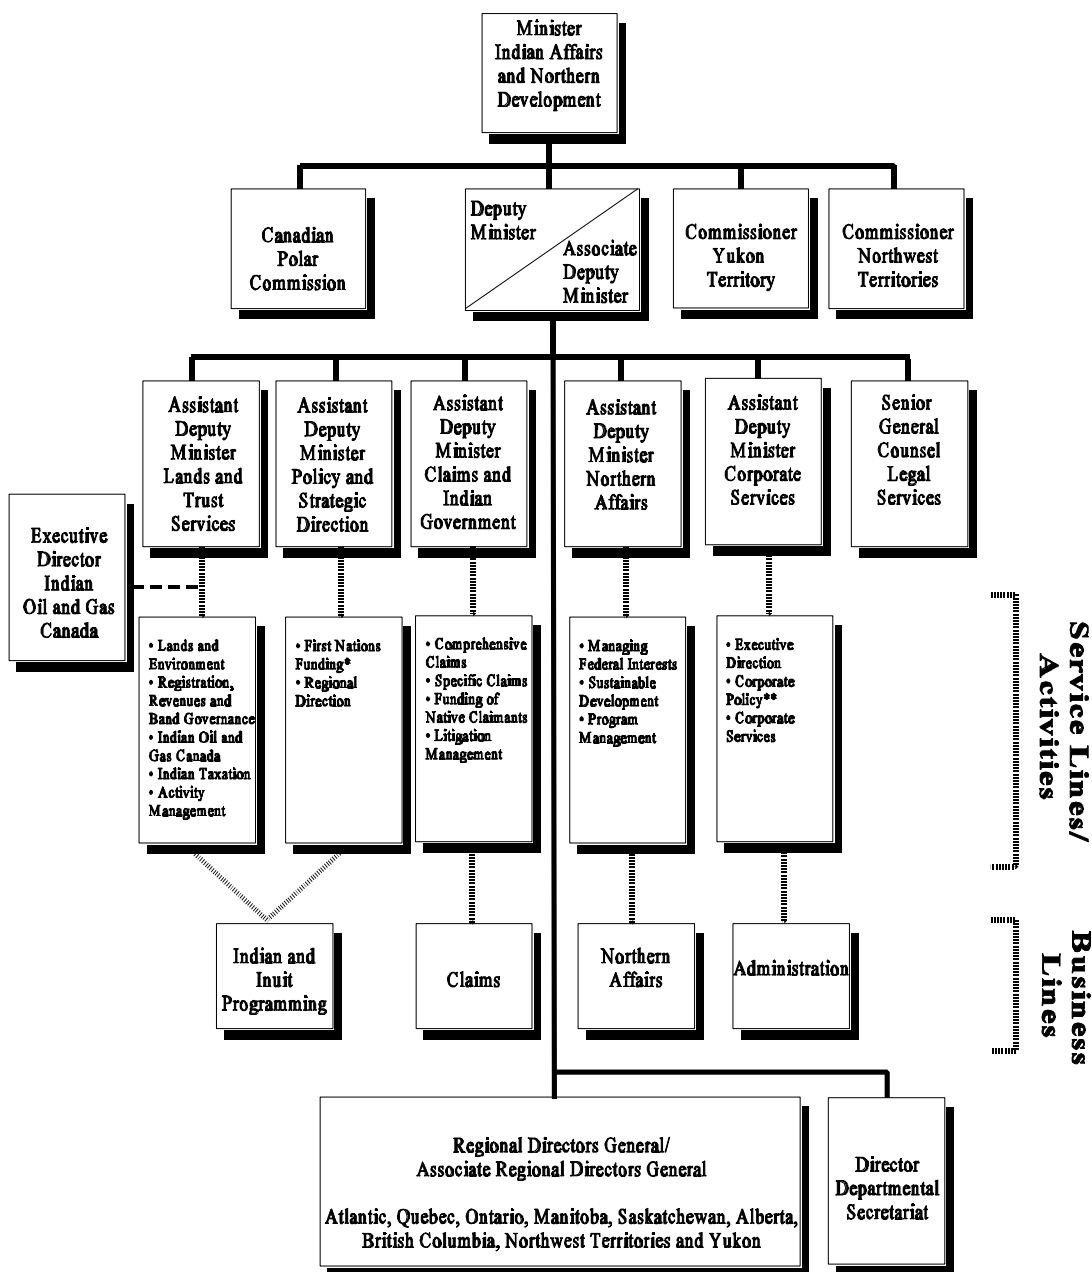 Minister
Indian Affairs
and Northern
Development
Canadian
Polar
Commission
Deputy
Minister
Associate
Deputy
Minister
Commissioner
Yukon
Territory
Commissioner
Northwest
Territories
Assistant
Deputy
Minister
Lands and
Trust
Services
Assistant
Deputy
Minister
Policy and
Strategic
Direction
Assistant
Deputy
Minister
Claims and
Indian
Government
Assistant
Deputy
Minister
Northern
Affairs
Assistant
Deputy
Minister
Corporate
Services
Senior
General
Counsel
Legal
Services
Executive
Director
Indian
Oil and Gas
Canada
• Lands and
Environment
• Registration,
Revenues and
Band Governance
• Indian Oil and
Gas Canada
• Indian Taxation
• Activity
Management
• First Nations
Funding*
• Regional
Direction
• Comprehensive
Claims
• Specific Claims
• Funding of
Native Claimants
• Litigation
Management
• Managing
Federal Interests
• Sustainable
Development
• Program
Management
• Executive
Direction
• Corporate
Policy**
• Corporate
Services
Service Lines/
Activities
Indian and
Inuit
Programming
Claims
Northern
Affairs
Administration
Business
Lines
Regional Directors General/
Associate Regional Directors General
Atlantic, Quebec, Ontario, Manitoba, Saskatchewan, Alberta,
British Columbia, Northwest Territories and Yukon
Director
Departmental
Secretariat